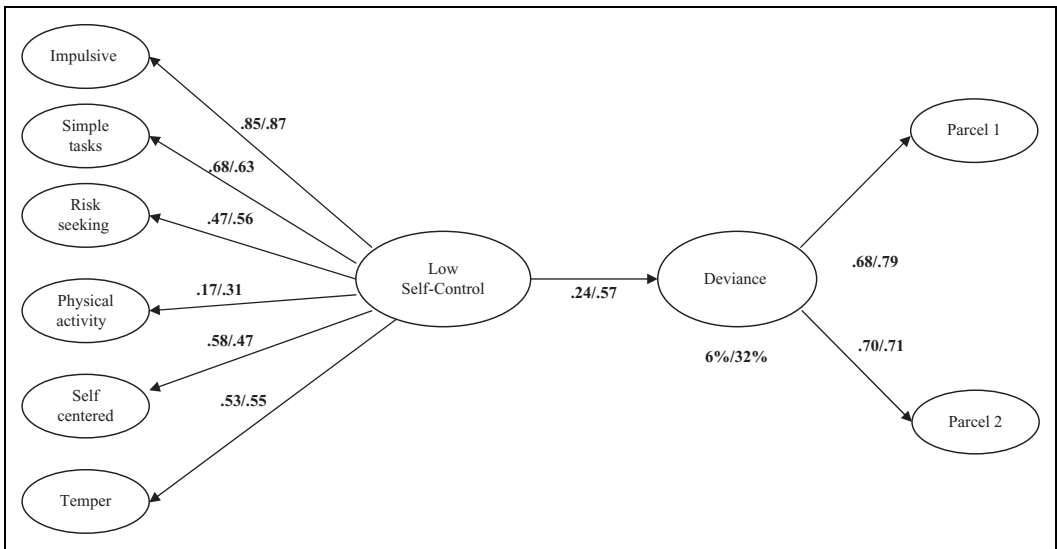 Impulsive
.85/.87
Simple
tasks
.68/.63
Risk
seeking
.47/.56
Physical
activity
.17/.31
Self
centered
.58/.47
Temper
.53/.55
Low
Self-Control
.24/.57
Deviance
6%/32%
Parcel 1
.68/.79
.70/.71
Parcel 2